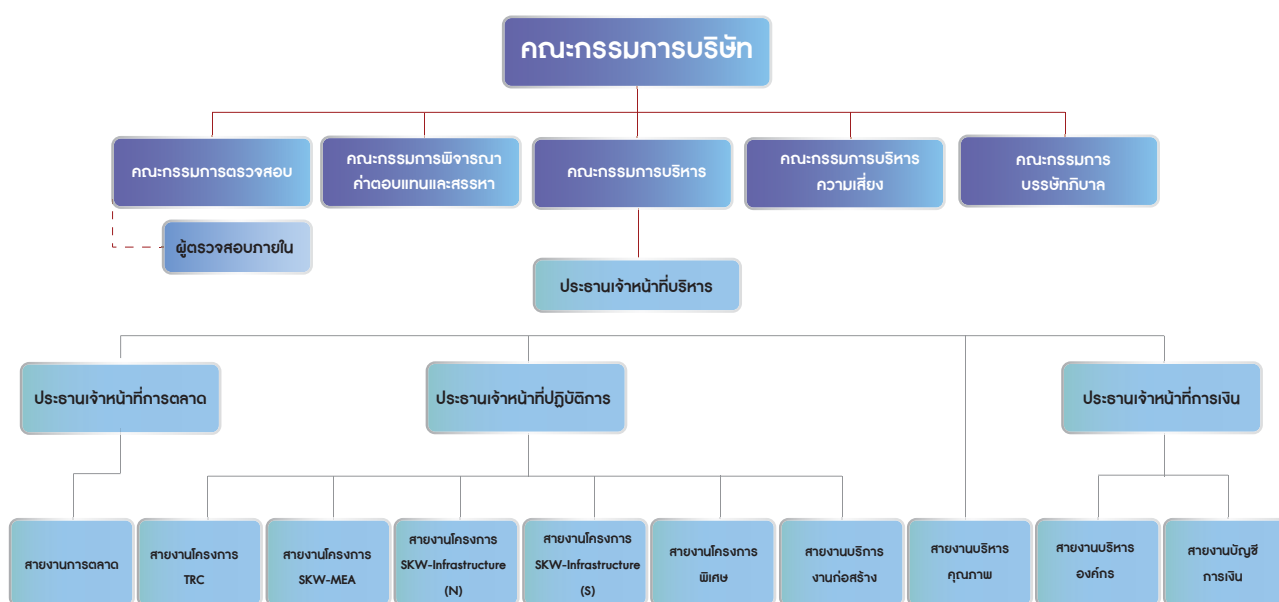 คณะกรรมการบริษัท
คณะกรรมการตรวจสอบ
คณะกรรมการพิจารณา
ค่าตอบแทนและสรรหา
คณะกรรมการบริหาร
คณะกรรมการบริหาร
ความเสี่ยง
คณะกรรมการ
บรรษัทภิบาล
ผู้ตรวจสอบภายใน
ประธานเจ้าหน้าที่บริหาร
ประธานเจ้าหน้าที่การตลาด
ประธานเจ้าหน้าที่ปฏิบัติการ
ประธานเจ้าหน้าที่การเงิน
สายงานการตลาด
สายงานโครงการ
TRC
สายงานโครงการ
SKW-MEA
สายงานโครงการ
SKW-Infrastructure
(N)
สายงานโครงการ
SKW-Infrastructure
(S)
สายงานโครงการ
พิเศษ
สายงานบริการ
งานก่อสร้าง
สายงานบริหาร
คุณภาพ
สายงานบริหาร
องค์กร
สายงานบัญชี
การเงิน